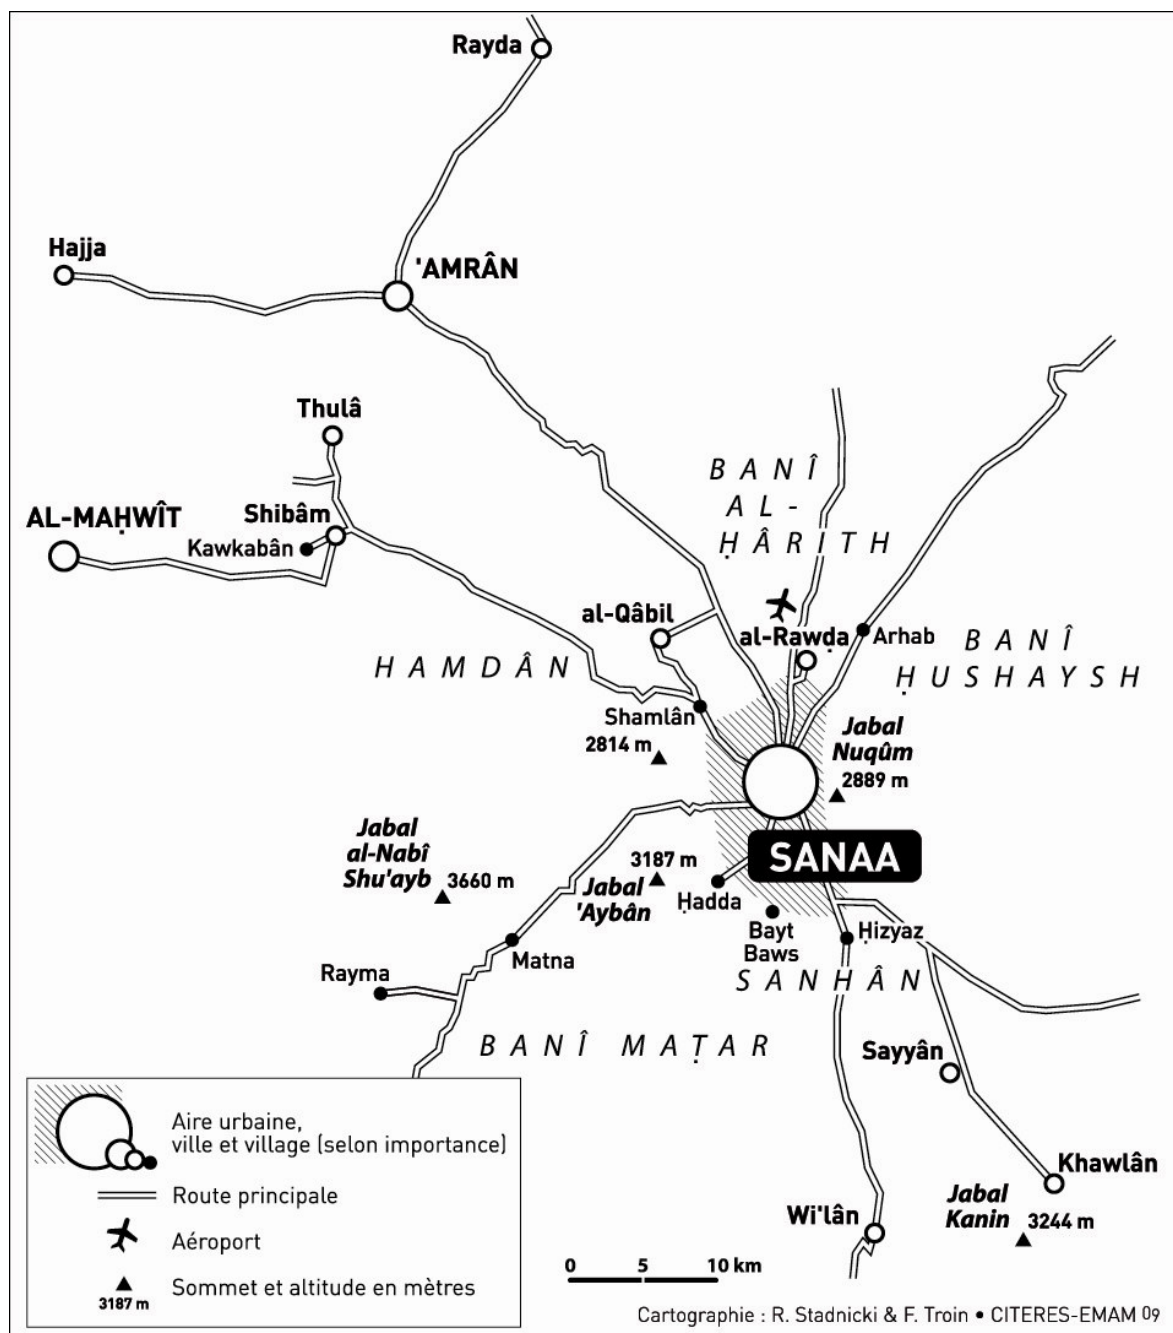 Rayda
Hajja
'AMRÂN
Thulâ
BANÎ
AL-
ḤÂRITH
AL-MAḤWÎT
Shibâm
Kawkabân
al-Qâbil
al-Rawḍa
Arhab
BANÎ
ḤUSHAYSH
HAMDÂN
Shamlân
2814 m
Jabal
Nuqûm
2889 m
Jabal
al-Nabî
Shu'ayb
3660 m
3187 m
Jabal
'Aybân
SANAA
Ḥadda
Bayt
Baws
Ḥizyaz
Matna
Rayma
SANHÂN
BANÎ MAṬAR
Sayyân
Khawlân
Jabal
Kanin
3244 m
Wi'lân
Aire urbaine,
ville et village (selon importance)
Route principale
Aéroport
Sommet et altitude en mètres
3187 m
0 5 10 km
Cartographie : R. Stadnicki & F. Troin • CITERES-EMAM 09